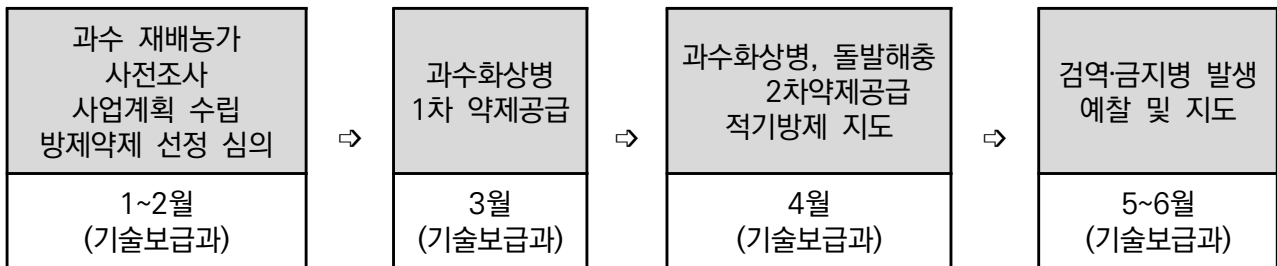 과수 재배농가
사전조사
사업계획 수립
방제약제 선정 심의
1~2월
(기술보급과)
⇨
과수화상병
1차 약제공급
3월
(기술보급과)
⇨
과수화상병, 돌발해충
2차약제공급
적기방제 지도
4월
(기술보급과)
⇨
검역·금지병 발생
예찰 및 지도
5~6월
(기술보급과)